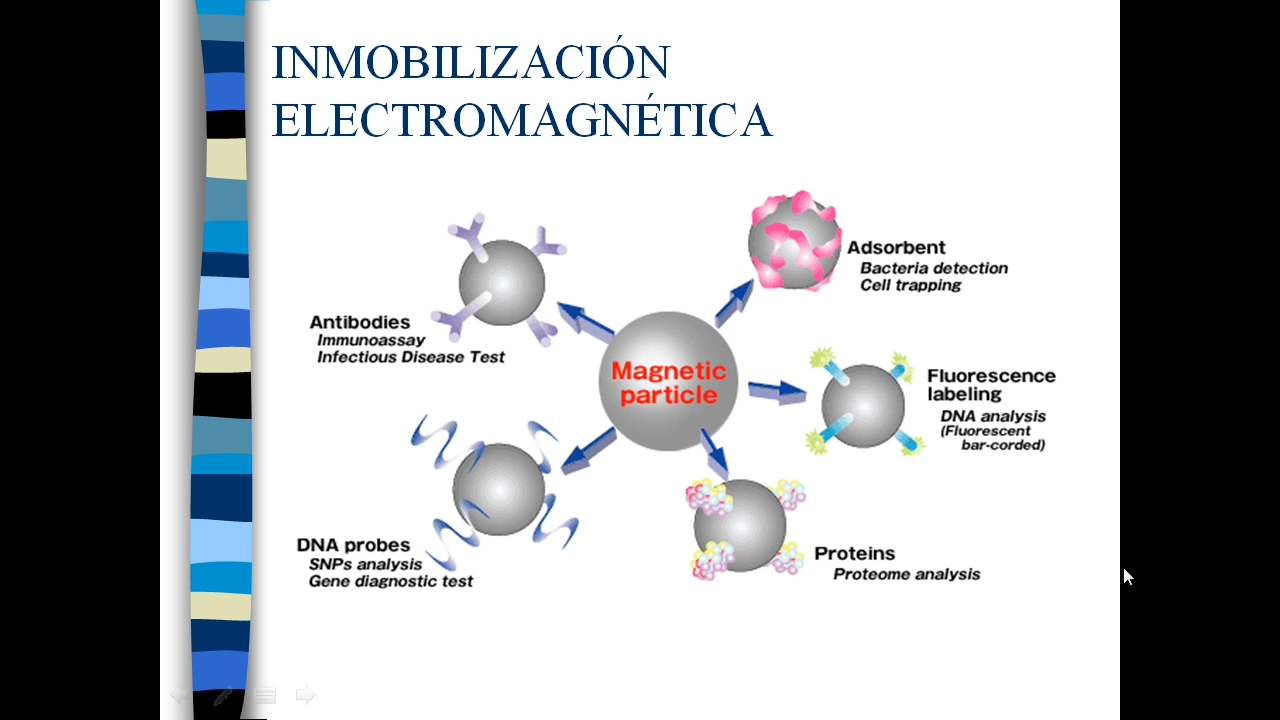 INMOBILIZACIÓN
ELECTROMAGNÉTICA
Adsorbent
Bacteria detection
Cell trapping
Antibodies
Immunoassay
Infectious Disease Test
Magnetic
particle
Fluorescence
labeling
DNA analysis
(Fluorescent
bar-corded)
DNA probes
SNPs analysis
Gene diagnostic test
Proteins
Proteome analysis